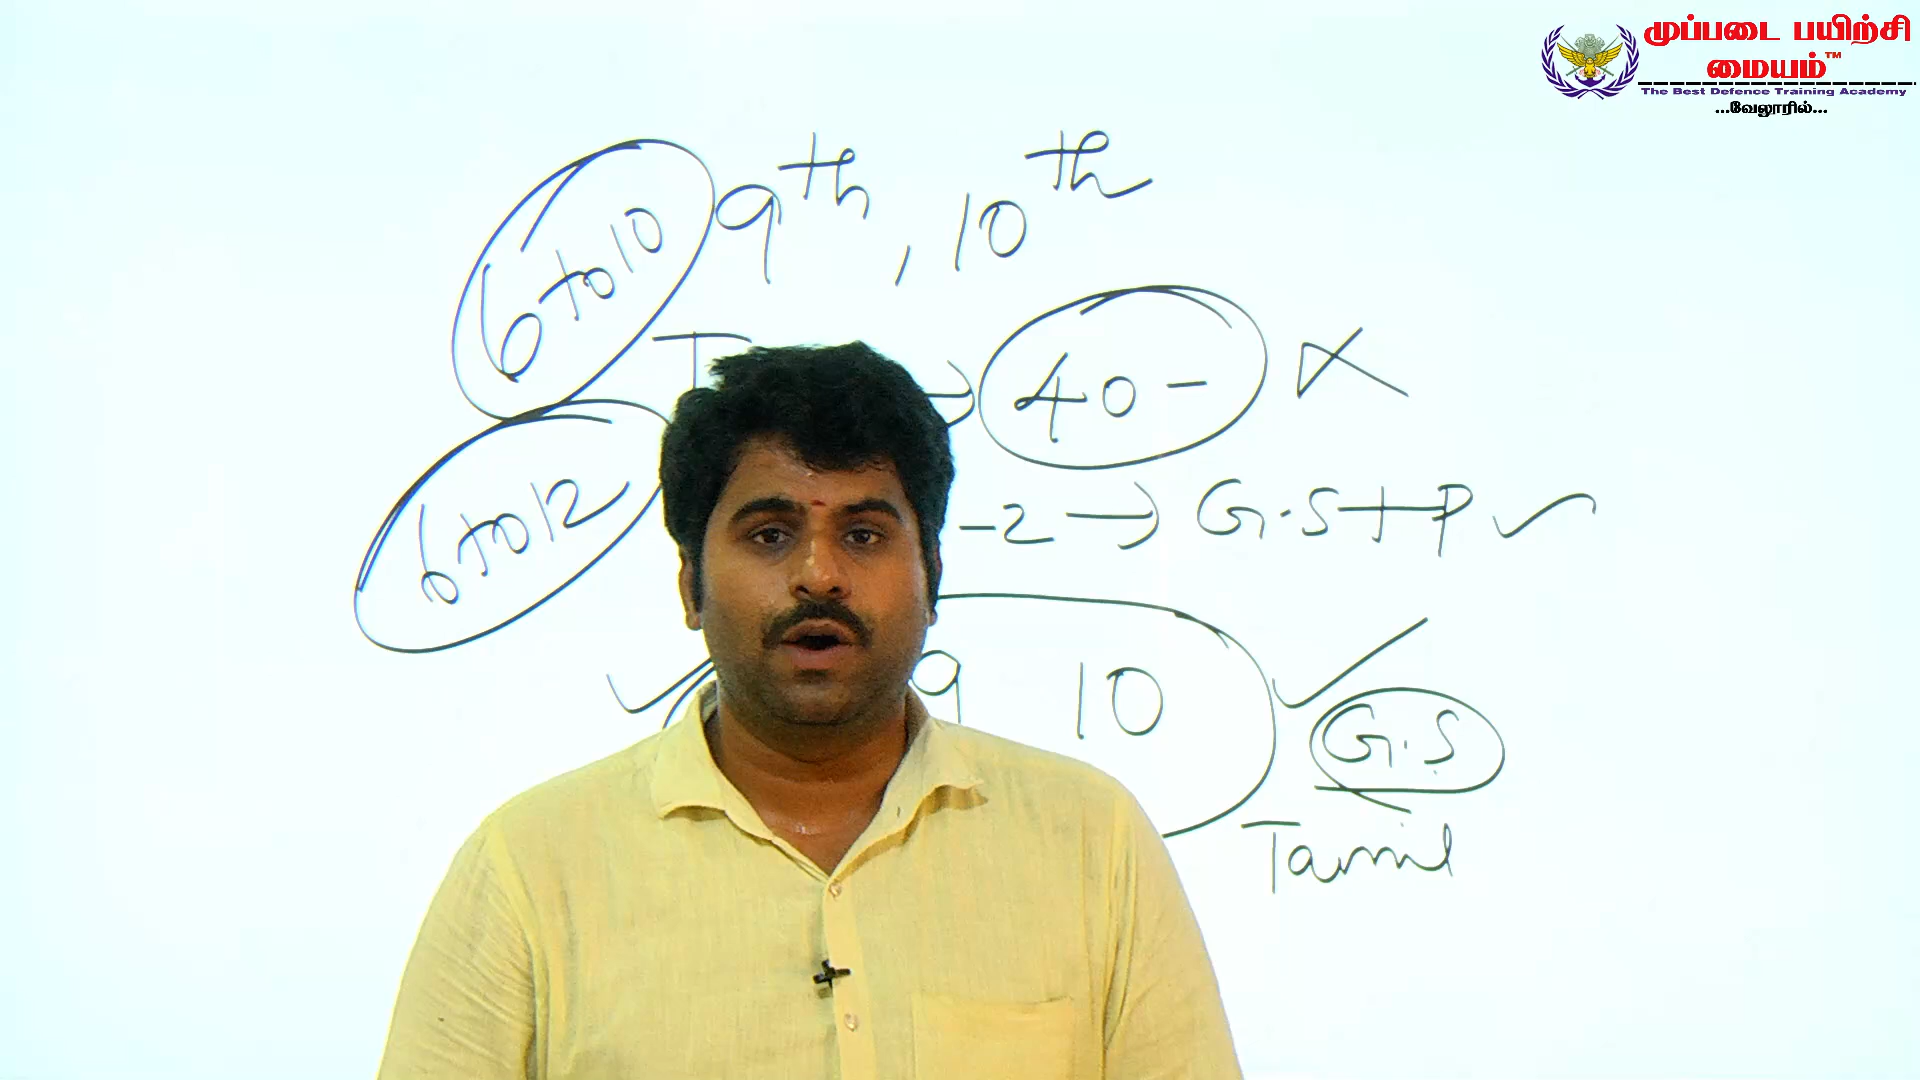 முப்படை பயிற்சி
மையம்™
The Best Defence Training Academy
...வேலூரில்...
6 to 10 9th, 10th
40 -
6 to 12 -2 → G.S + P ✓
✓ 9 10 ✓
G.S
Tamil